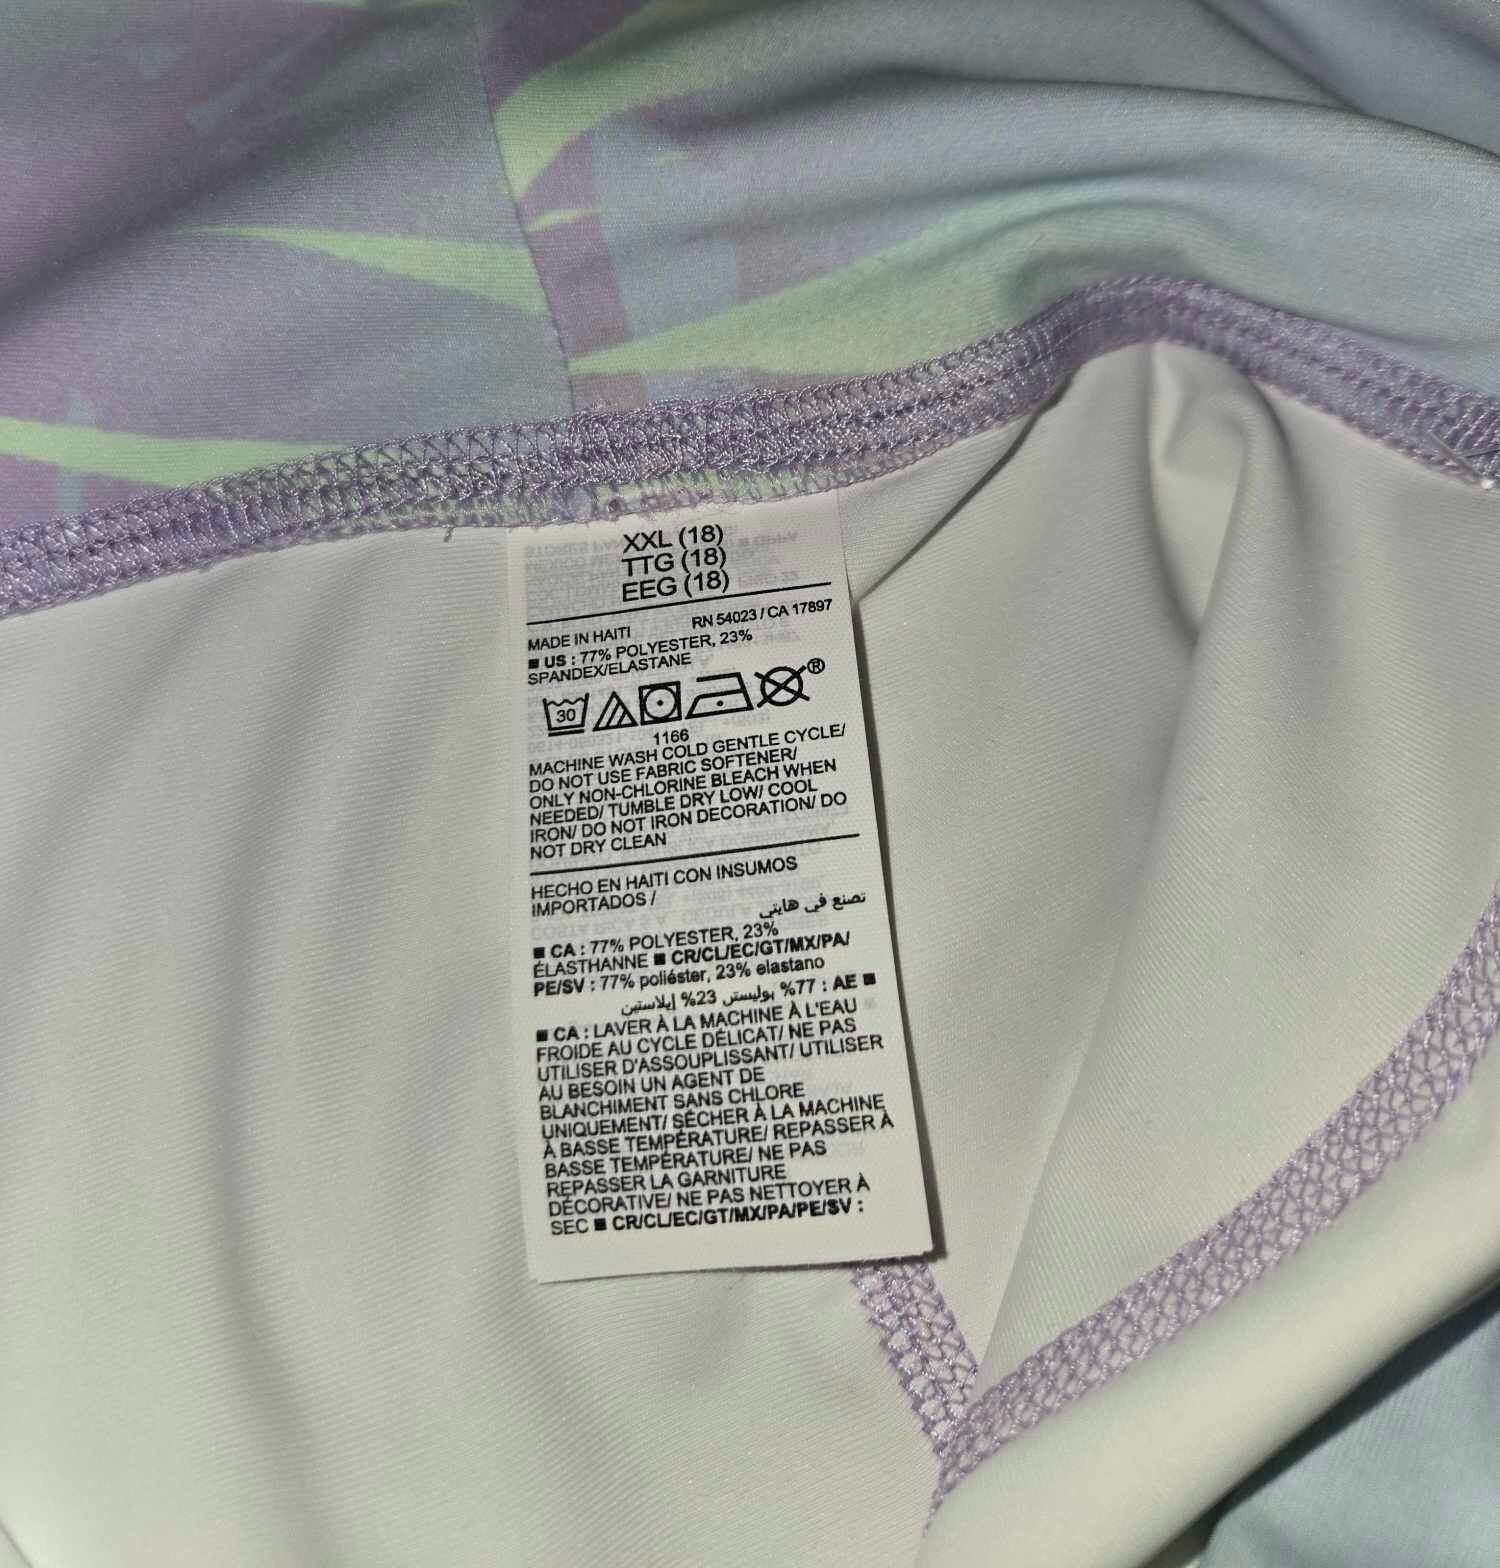 XXL (18)
TTG (18)
EEG (18)
RN 54023 / CA 17897
MADE IN HAITI
■ US : 77% POLYESTER, 23%
SPANDEX/ELASTANE
30
®
1166
MACHINE WASH COLD GENTLE CYCLE/
DO NOT USE FABRIC SOFTENER/
ONLY NON-CHLORINE BLEACH WHEN
NEEDED/ TUMBLE DRY LOW/ COOL
IRON/ DO NOT IRON DECORATION/ DO
NOT DRY CLEAN
HECHO EN HAITI CON INSUMOS
IMPORTADOS /
تصنع في هايتي
■ CA : 77% POLYESTER, 23%
ÉLASTHANNE ■ CR/CL/EC/GT/MX/PA/
PE/SV : 77% poliéster, 23% elastano
■ AE : 77% بوليستر 23% إيلاستين
■ CA : LAVER À LA MACHINE À L'EAU
FROIDE AU CYCLE DÉLICAT/ NE PAS
UTILISER D'ASSOUPLISSANT/ UTILISER
AU BESOIN UN AGENT DE
BLANCHIMENT SANS CHLORE
UNIQUEMENT/ SÉCHER À LA MACHINE
À BASSE TEMPÉRATURE/ REPASSER À
BASSE TEMPÉRATURE/ NE PAS
REPASSER LA GARNITURE
DÉCORATIVE/ NE PAS NETTOYER À
SEC ■ CR/CL/EC/GT/MX/PA/PE/SV :